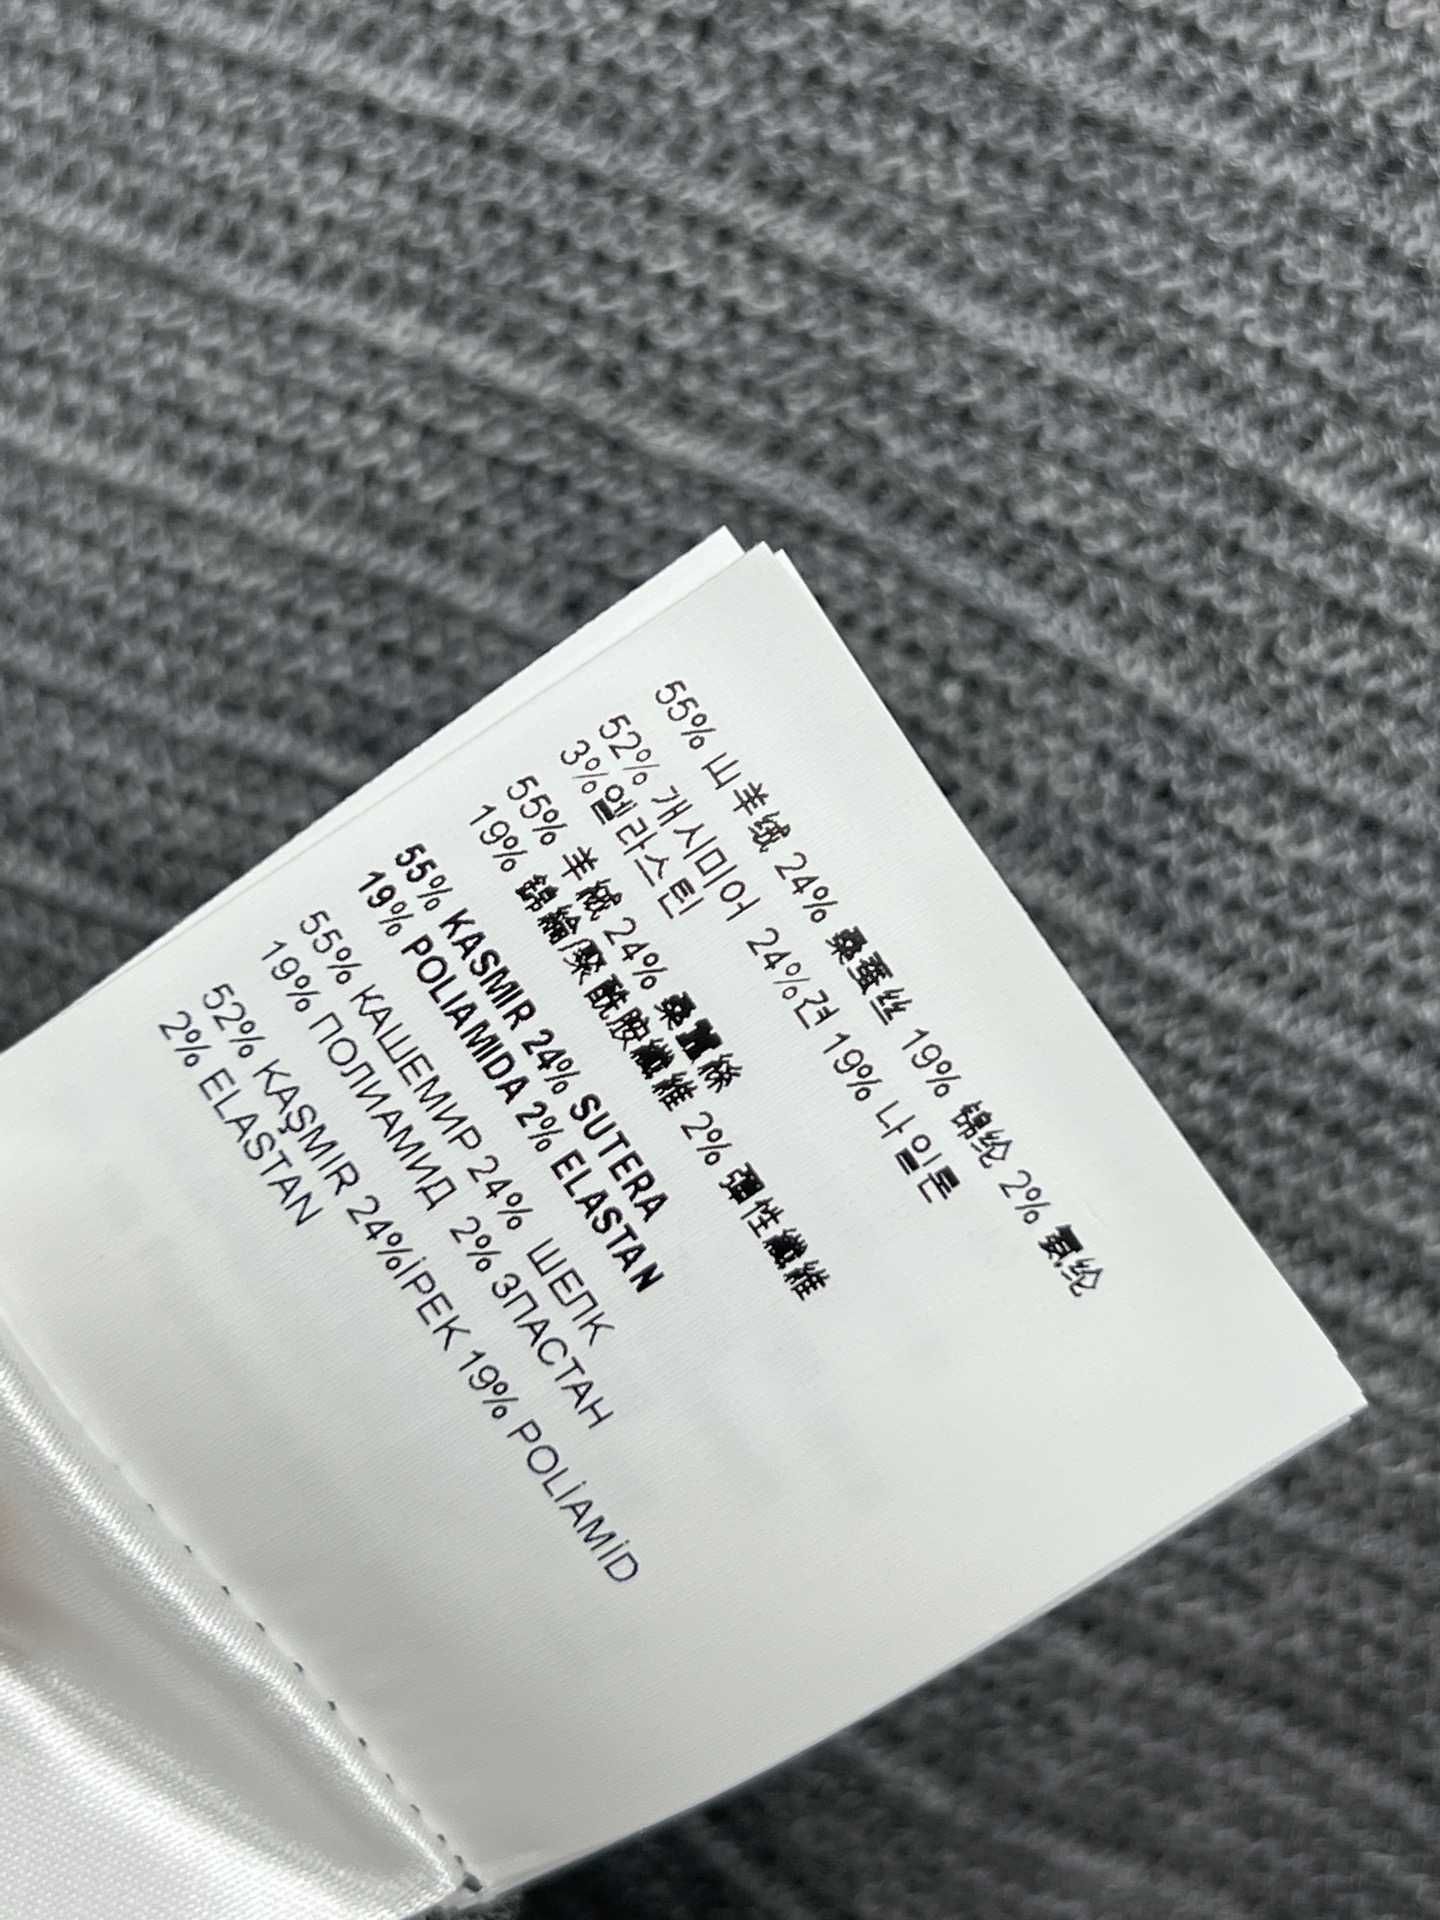 55% 山羊绒 24% 桑蚕丝 19% 锦纶 2% 氨纶
52% 캐시미어 24%견 19% 나일론
3%엘라스틴
55% 羊絨 24% 桑蠶絲
19% 錦綸/聚酰胺纖維 2% 彈性纖維
55% KASMIR 24% SUTERA
19% POLIAMIDA 2% ELASTAN
55% КАШЕМИР 24% ШЕПК
19% ПОЛИАМИД 2% ЗПАСТАН
52% KAŞMIR 24%İPEK 19% POLİAMİD
2% ELASTAN